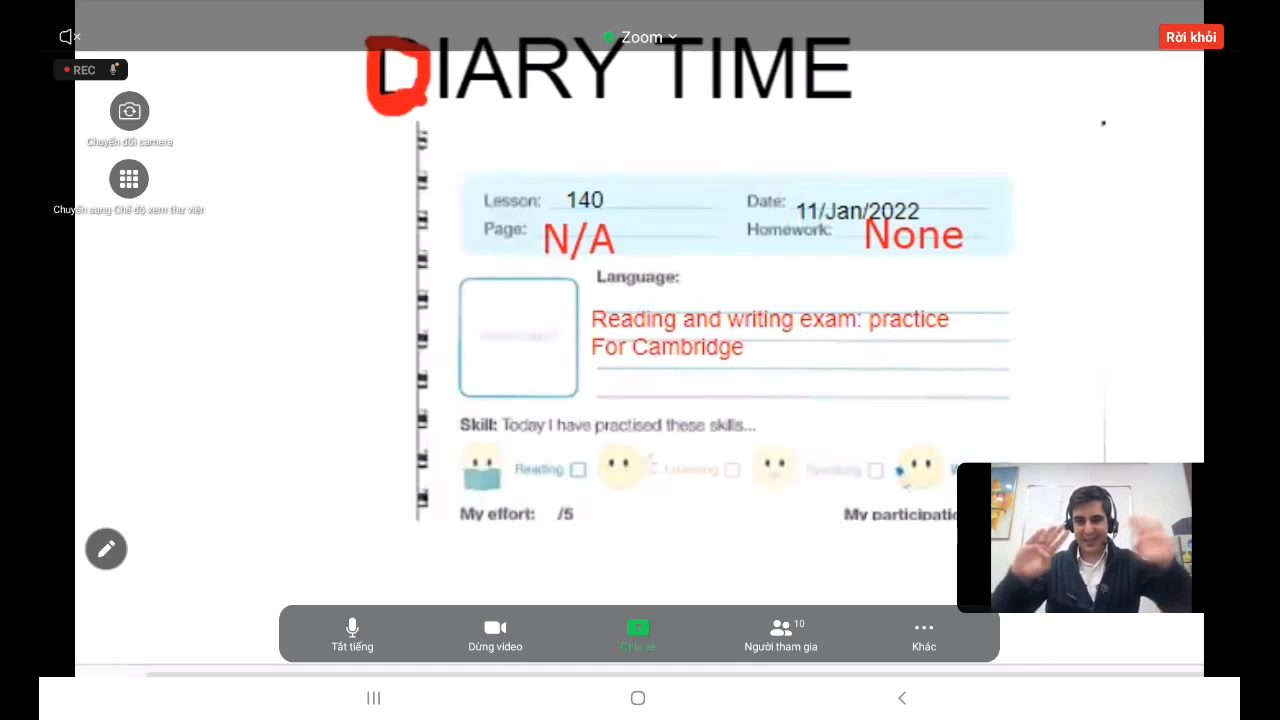 Zoom
Rời khỏi
REC
DIARY TIME
Chuyển đổi camera
Chuyển sang Chế độ xem thư viện
Lesson: 140
Date: 11/Jan/2022
Page: N/A
Homework: None
Language:
Reading and writing exam: practice
For Cambridge
Skill: Today I have practised these skills...
Reading
Listening
Speaking
My effort: /5
My participatio
Tắt tiếng
Dừng video
Chia sẻ
Người tham gia
10
Khác